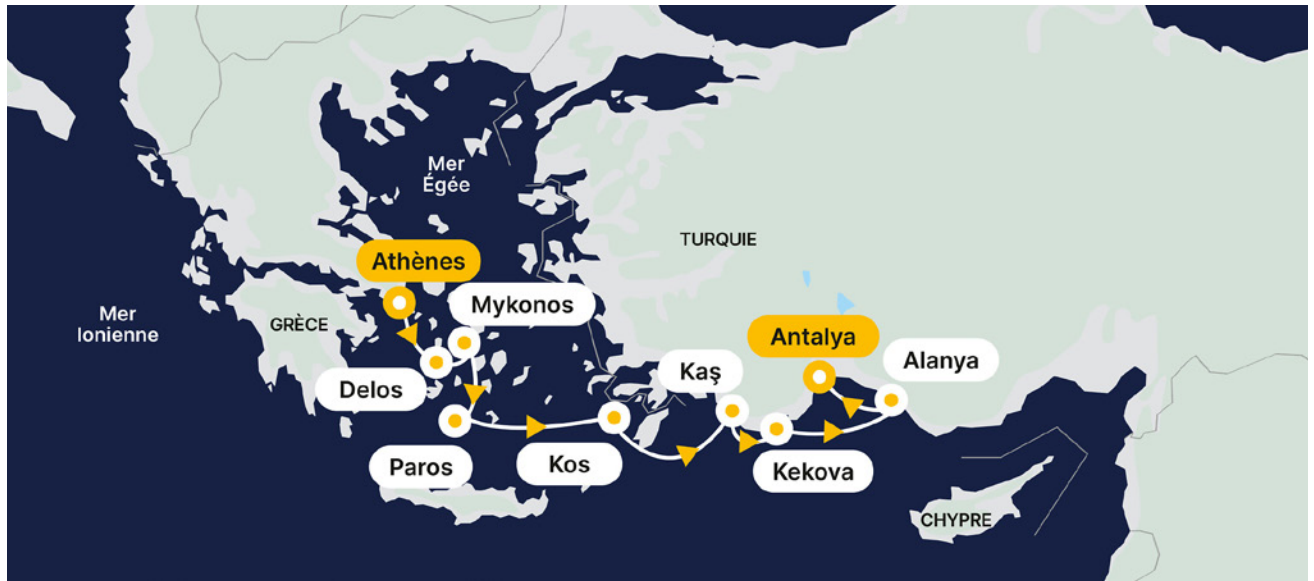 Mer
Égée
Athènes
TURQUIE
Mykonos
Mer
Ionienne
GRÈCE
Antalya
Alanya
Delos
Kaş
Paros
Kos
Kekova
CHYPRE